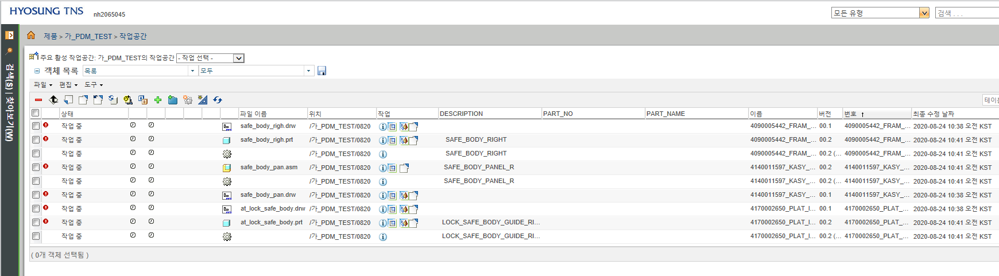 HYOSUNG TNS nh2065045 모든 유형 검색 . . .
제품 > 가_PDM_TEST > 작업공간
검색(S) | 찾아보기(W)
주요 활성 작업공간: 가_PDM_TEST의 작업공간 - 작업 선택 -
객체 목록 목록 모두
파일 편집 도구
테이블
상태 파일 이름 위치 작업 DESCRIPTION PART_NO PART_NAME 이름 버전 번호 ↑ 최종 수정 날짜
작업 중 safe_body_righ.drw /가_PDM_TEST/0820 4090005442_FRAM_... 00.1 4090005442_FRAM_... 2020-08-24 10:38 오전 KST
작업 중 safe_body_righ.prt /가_PDM_TEST/0820 SAFE_BODY_RIGHT 4090005442_FRAM_... 00.2 4090005442_FRAM_... 2020-08-24 10:41 오전 KST
작업 중 /가_PDM_TEST/0820 SAFE_BODY_RIGHT 4090005442_FRAM_... 00.2 (... 4090005442_FRAM_... 2020-08-24 10:41 오전 KST
작업 중 safe_body_pan.asm /가_PDM_TEST/0820 SAFE_BODY_PANEL_R 4140011597_KASY_... 00.2 4140011597_KASY_... 2020-08-24 10:41 오전 KST
작업 중 /가_PDM_TEST/0820 SAFE_BODY_PANEL_R 4140011597_KASY_... 00.2 (... 4140011597_KASY_... 2020-08-24 10:41 오전 KST
작업 중 safe_body_pan.drw /가_PDM_TEST/0820 4140011597_KASY_... 00.1 4140011597_KASY_... 2020-08-24 10:38 오전 KST
작업 중 at_lock_safe_body.drw /가_PDM_TEST/0820 4170002650_PLAT_I... 00.1 4170002650_PLAT_... 2020-08-24 10:38 오전 KST
작업 중 at_lock_safe_body.prt /가_PDM_TEST/0820 LOCK_SAFE_BODY_GUIDE_RI... 4170002650_PLAT_I... 00.2 4170002650_PLAT_... 2020-08-24 10:41 오전 KST
작업 중 /가_PDM_TEST/0820 LOCK_SAFE_BODY_GUIDE_RI... 4170002650_PLAT_I... 00.2 (... 4170002650_PLAT_... 2020-08-24 10:41 오전 KST
( 0개 객체 선택됨 )